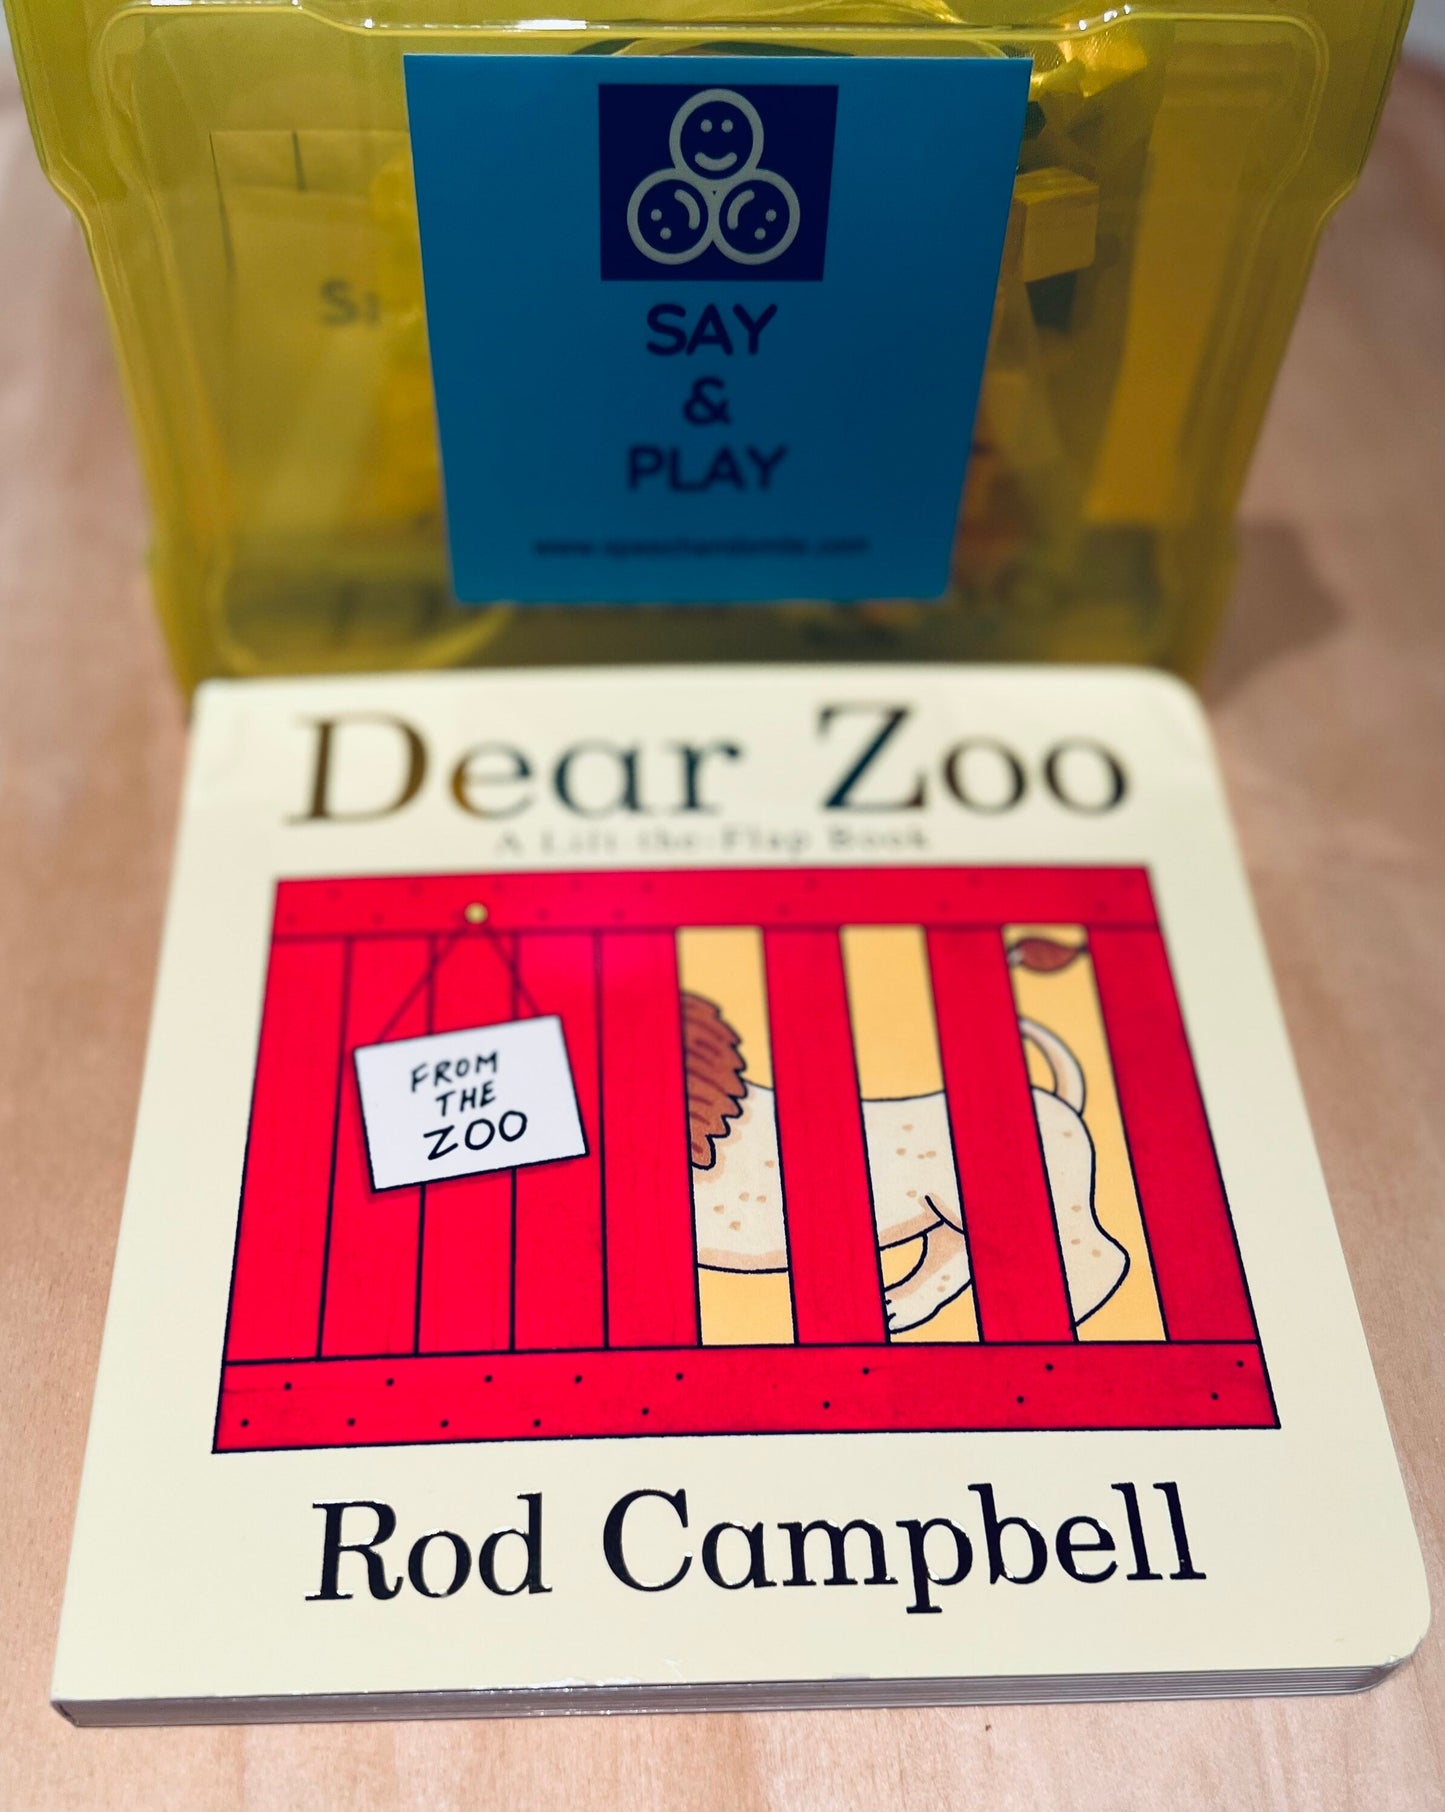 SAY
&
PLAY
Dear Zoo
A Lift-the-Flap Book
FROM
THE
ZOO
Rod Campbell